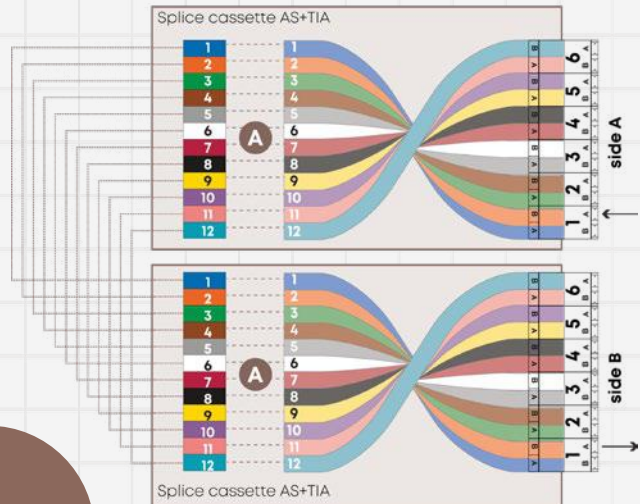 Splice cassette AS+TIA
1 1
2 2
3 3
4 4
5 5
6 6
7 7
8 8
9 9
10 10
11 11
12 12
A
B A B A B A B A B A B A
6 5 4 3 2 1
A B A B A B A B A B A B
side A
1 1
2 2
3 3
4 4
5 5
6 6
7 7
8 8
9 9
10 10
11 11
12 12
A
B A B A B A B A B A B A
6 5 4 3 2 1
A B A B A B A B A B A B
side B
Splice cassette AS+TIA